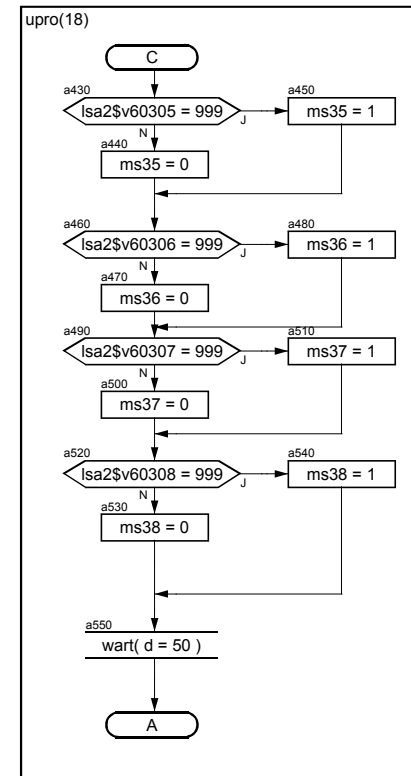 upro(18)
C
a430
lsa2$v60305 = 999
J
N
a450
ms35 = 1
a440
ms35 = 0
a460
lsa2$v60306 = 999
J
N
a480
ms36 = 1
a470
ms36 = 0
a490
lsa2$v60307 = 999
J
N
a510
ms37 = 1
a500
ms37 = 0
a520
lsa2$v60308 = 999
J
N
a540
ms38 = 1
a530
ms38 = 0
a550
wart( d = 50 )
A